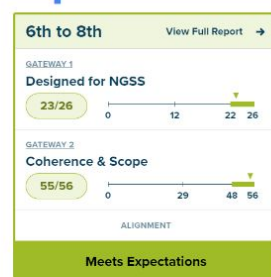 6th to 8th View Full Report →
GATEWAY 1
Designed for NGSS
23/26
0 12 22 26
GATEWAY 2
Coherence & Scope
55/56
0 29 48 56
ALIGNMENT
Meets Expectations